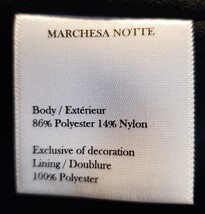 MARCHESA NOTTE
Body / Extérieur
86% Polyester 14% Nylon
Exclusive of decoration
Lining / Doublure
100% Polyester